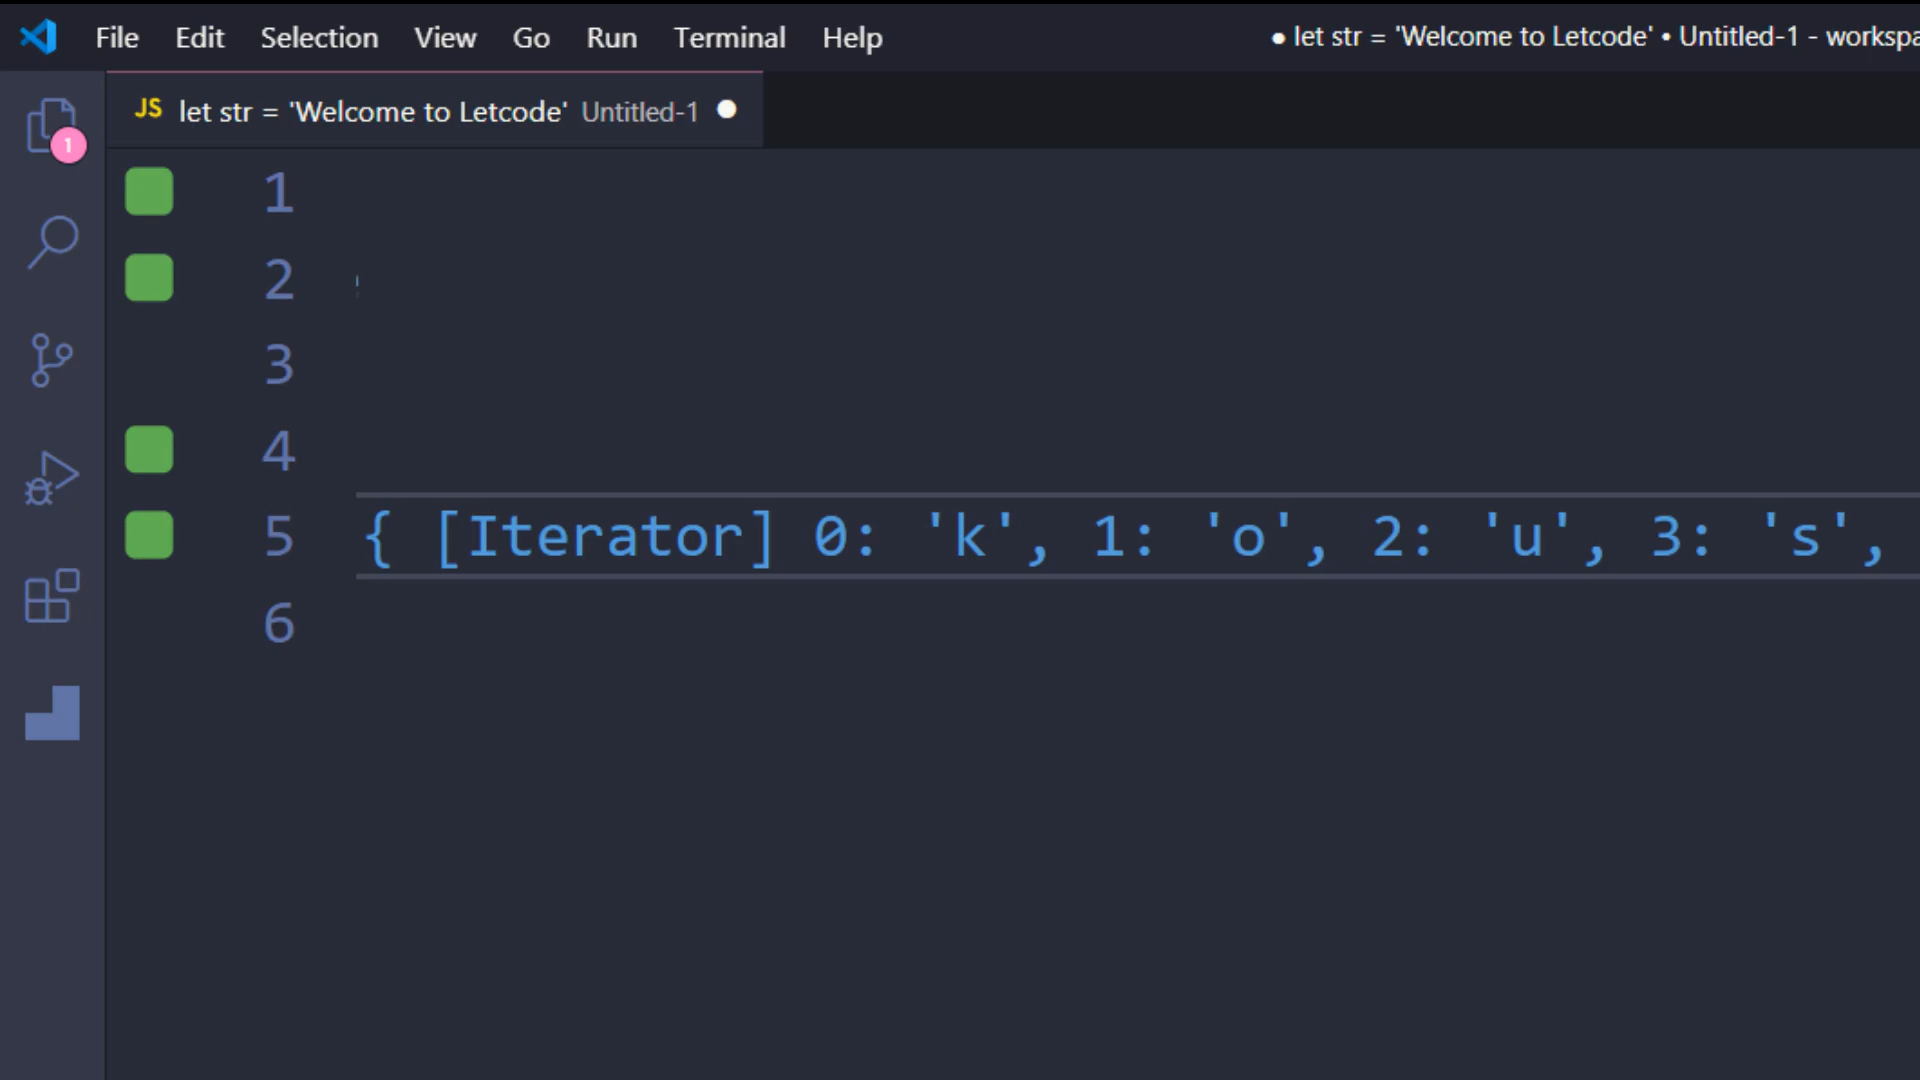 File Edit Selection View Go Run Terminal Help
● let str = 'Welcome to Letcode' • Untitled-1 -
JS let str = 'Welcome to Letcode' Untitled-1 ●
1
1
2
3
4
5 { [Iterator] 0: 'k', 1: 'o', 2: 'u', 3: 's',
6